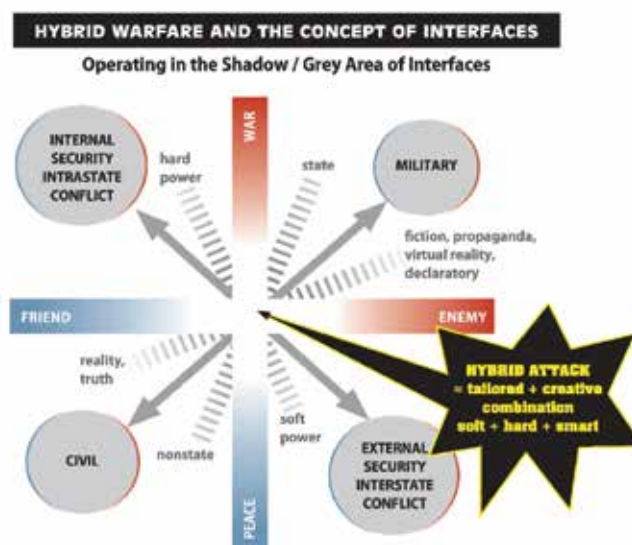 HYBRID WARFARE AND THE CONCEPT OF INTERFACES
Operating in the Shadow / Grey Area of Interfaces
INTERNAL
SECURITY
INTRASTATE
CONFLICT
hard
power
WAR
state
MILITARY
fiction, propaganda,
virtual reality,
declaratory
FRIEND
ENEMY
reality,
truth
CIVIL
nonstate
PEACE
soft
power
EXTERNAL
SECURITY
INTERSTATE
CONFLICT
HYBRID ATTACK
= tailored + creative
combination
soft + hard + smart